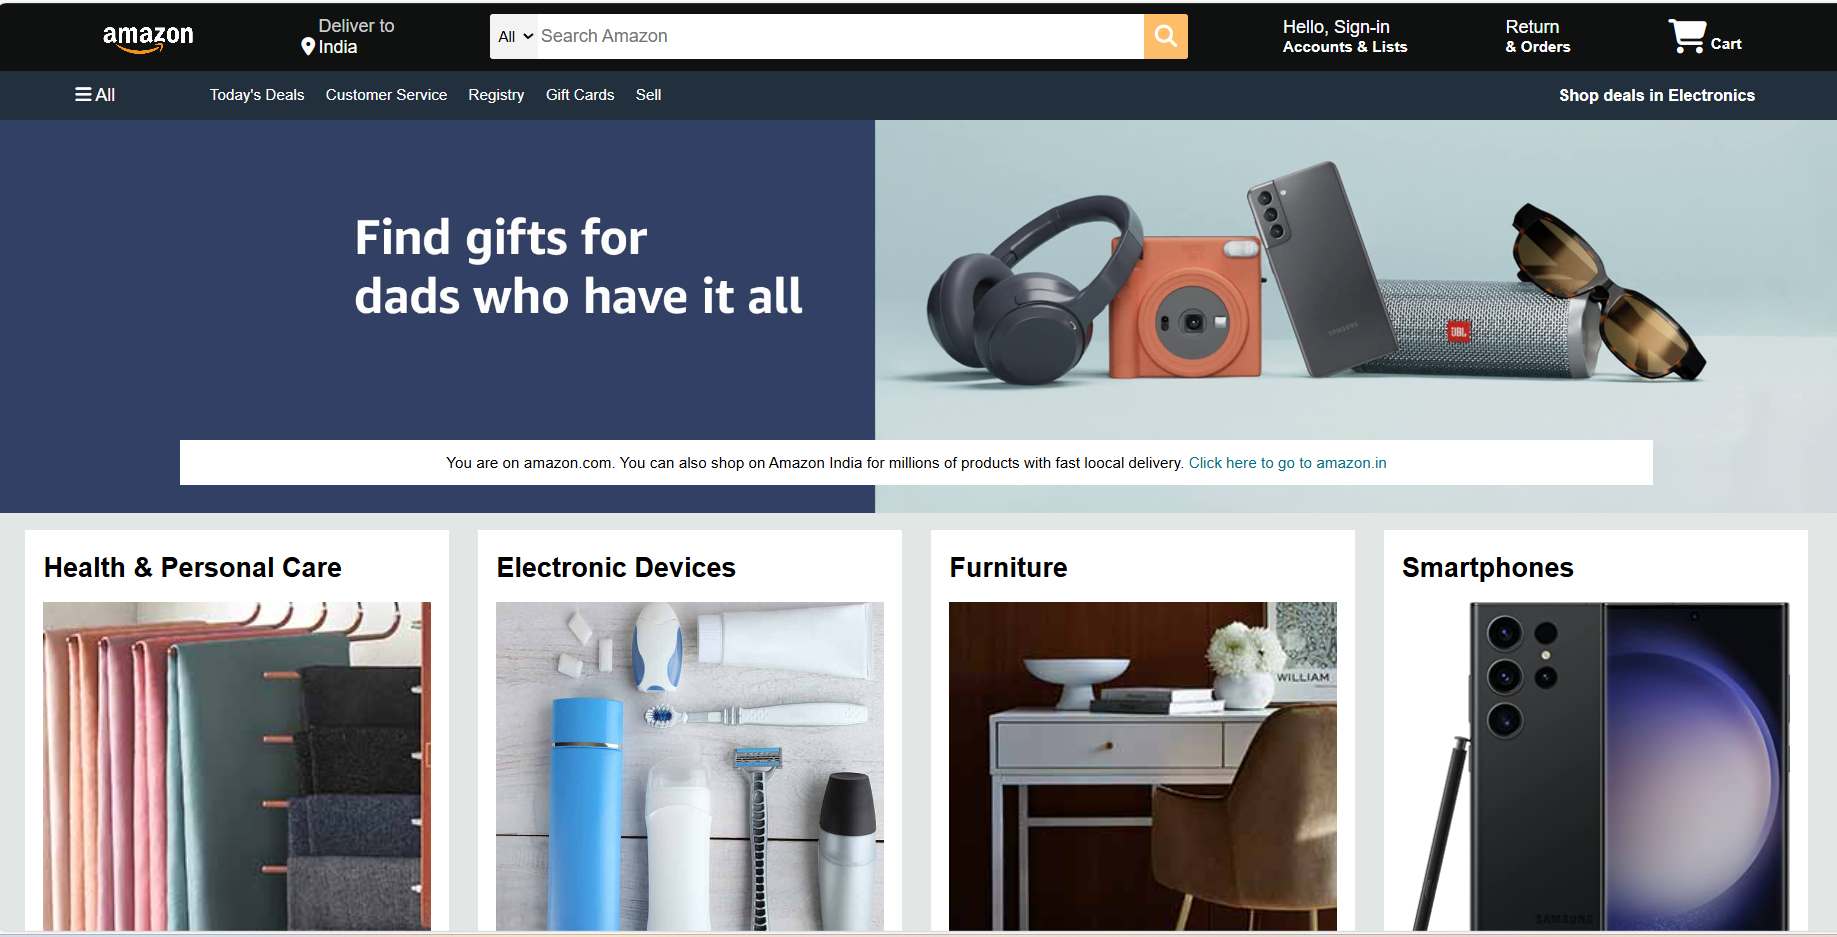 amazon
Deliver to
India
All
Search Amazon
Hello, Sign-in
Accounts & Lists
Return
& Orders
Cart
All
Today's Deals
Customer Service
Registry
Gift Cards
Sell
Shop deals in Electronics
Find gifts for
dads who have it all
SAMSUNG
JBL
You are on amazon.com. You can also shop on Amazon India for millions of products with fast loocal delivery. Click here to go to amazon.in
Health & Personal Care
Electronic Devices
Furniture
Smartphones
WILLIAM
SAMSUNG